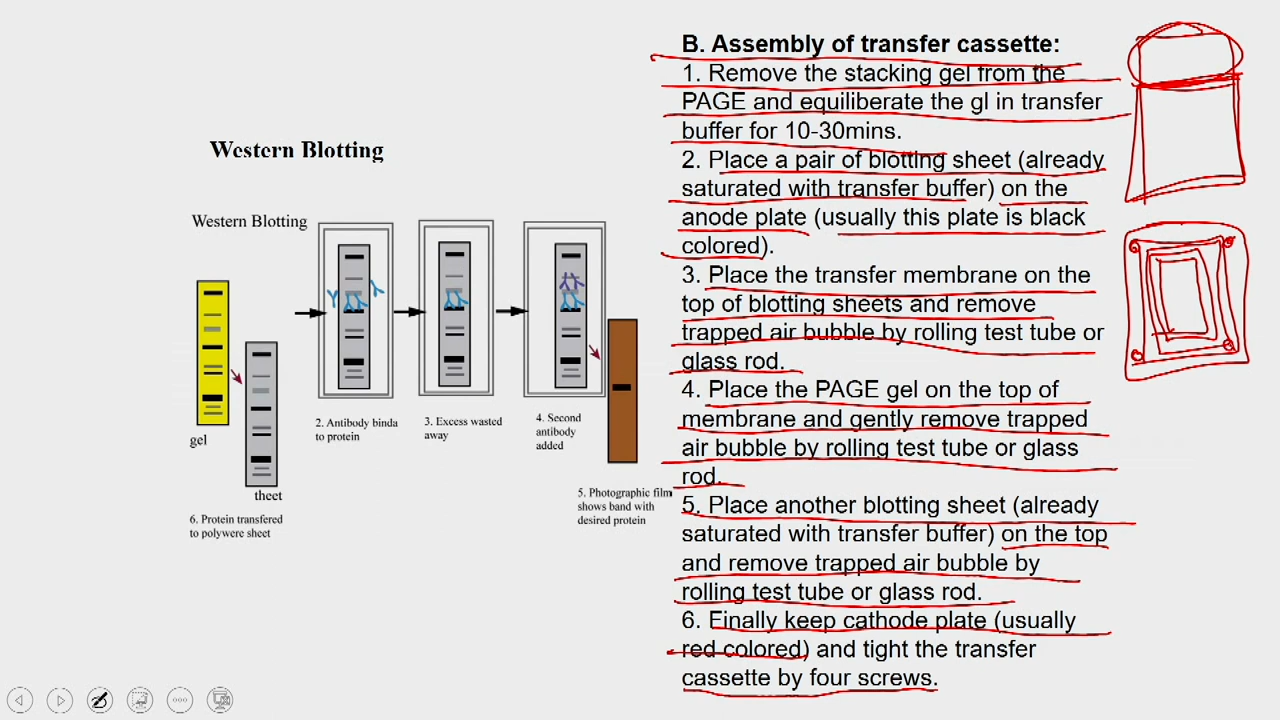 Western Blotting
Western Blotting
gel
theet
6. Protein transfered
to polywere sheet
2. Antibody binda
to protein
3. Excess wasted
away
4. Second
antibody
added
5. Photographic film
shows band with
desired protein
B. Assembly of transfer cassette:
1. Remove the stacking gel from the
PAGE and equiliberate the gl in transfer
buffer for 10-30mins.
2. Place a pair of blotting sheet (already
saturated with transfer buffer) on the
anode plate (usually this plate is black
colored).
3. Place the transfer membrane on the
top of blotting sheets and remove
trapped air bubble by rolling test tube or
glass rod.
4. Place the PAGE gel on the top of
membrane and gently remove trapped
air bubble by rolling test tube or glass
rod.
5. Place another blotting sheet (already
saturated with transfer buffer) on the top
and remove trapped air bubble by
rolling test tube or glass rod.
6. Finally keep cathode plate (usually
red colored) and tight the transfer
cassette by four screws.